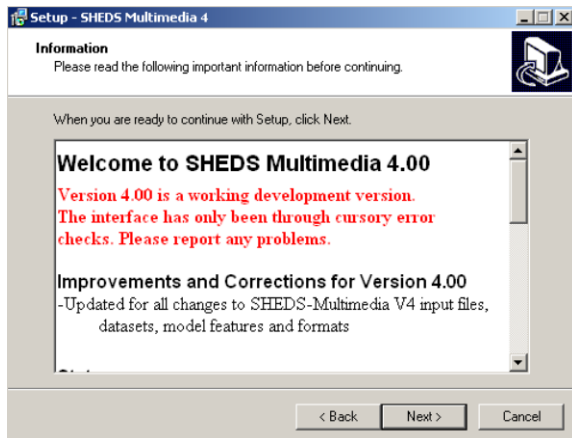 Setup - SHEDS Multimedia 4
Information
Please read the following important information before continuing.
When you are ready to continue with Setup, click Next.
Welcome to SHEDS Multimedia 4.00
Version 4.00 is a working development version.
The interface has only been through cursory error
checks. Please report any problems.
Improvements and Corrections for Version 4.00
-Updated for all changes to SHEDS-Multimedia V4 input files,
datasets, model features and formats
< Back
Next >
Cancel